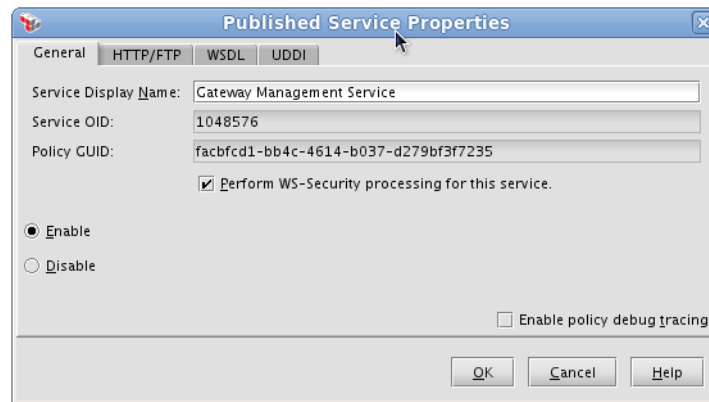 Published Service Properties
General HTTP/FTP WSDL UDDI
Service Display Name: Gateway Management Service
Service OID: 1048576
Policy GUID: facbfcd1-bb4c-4614-b037-d279bf3f7235
Perform WS-Security processing for this service.
Enable
Disable
Enable policy debug tracing
OK Cancel Help